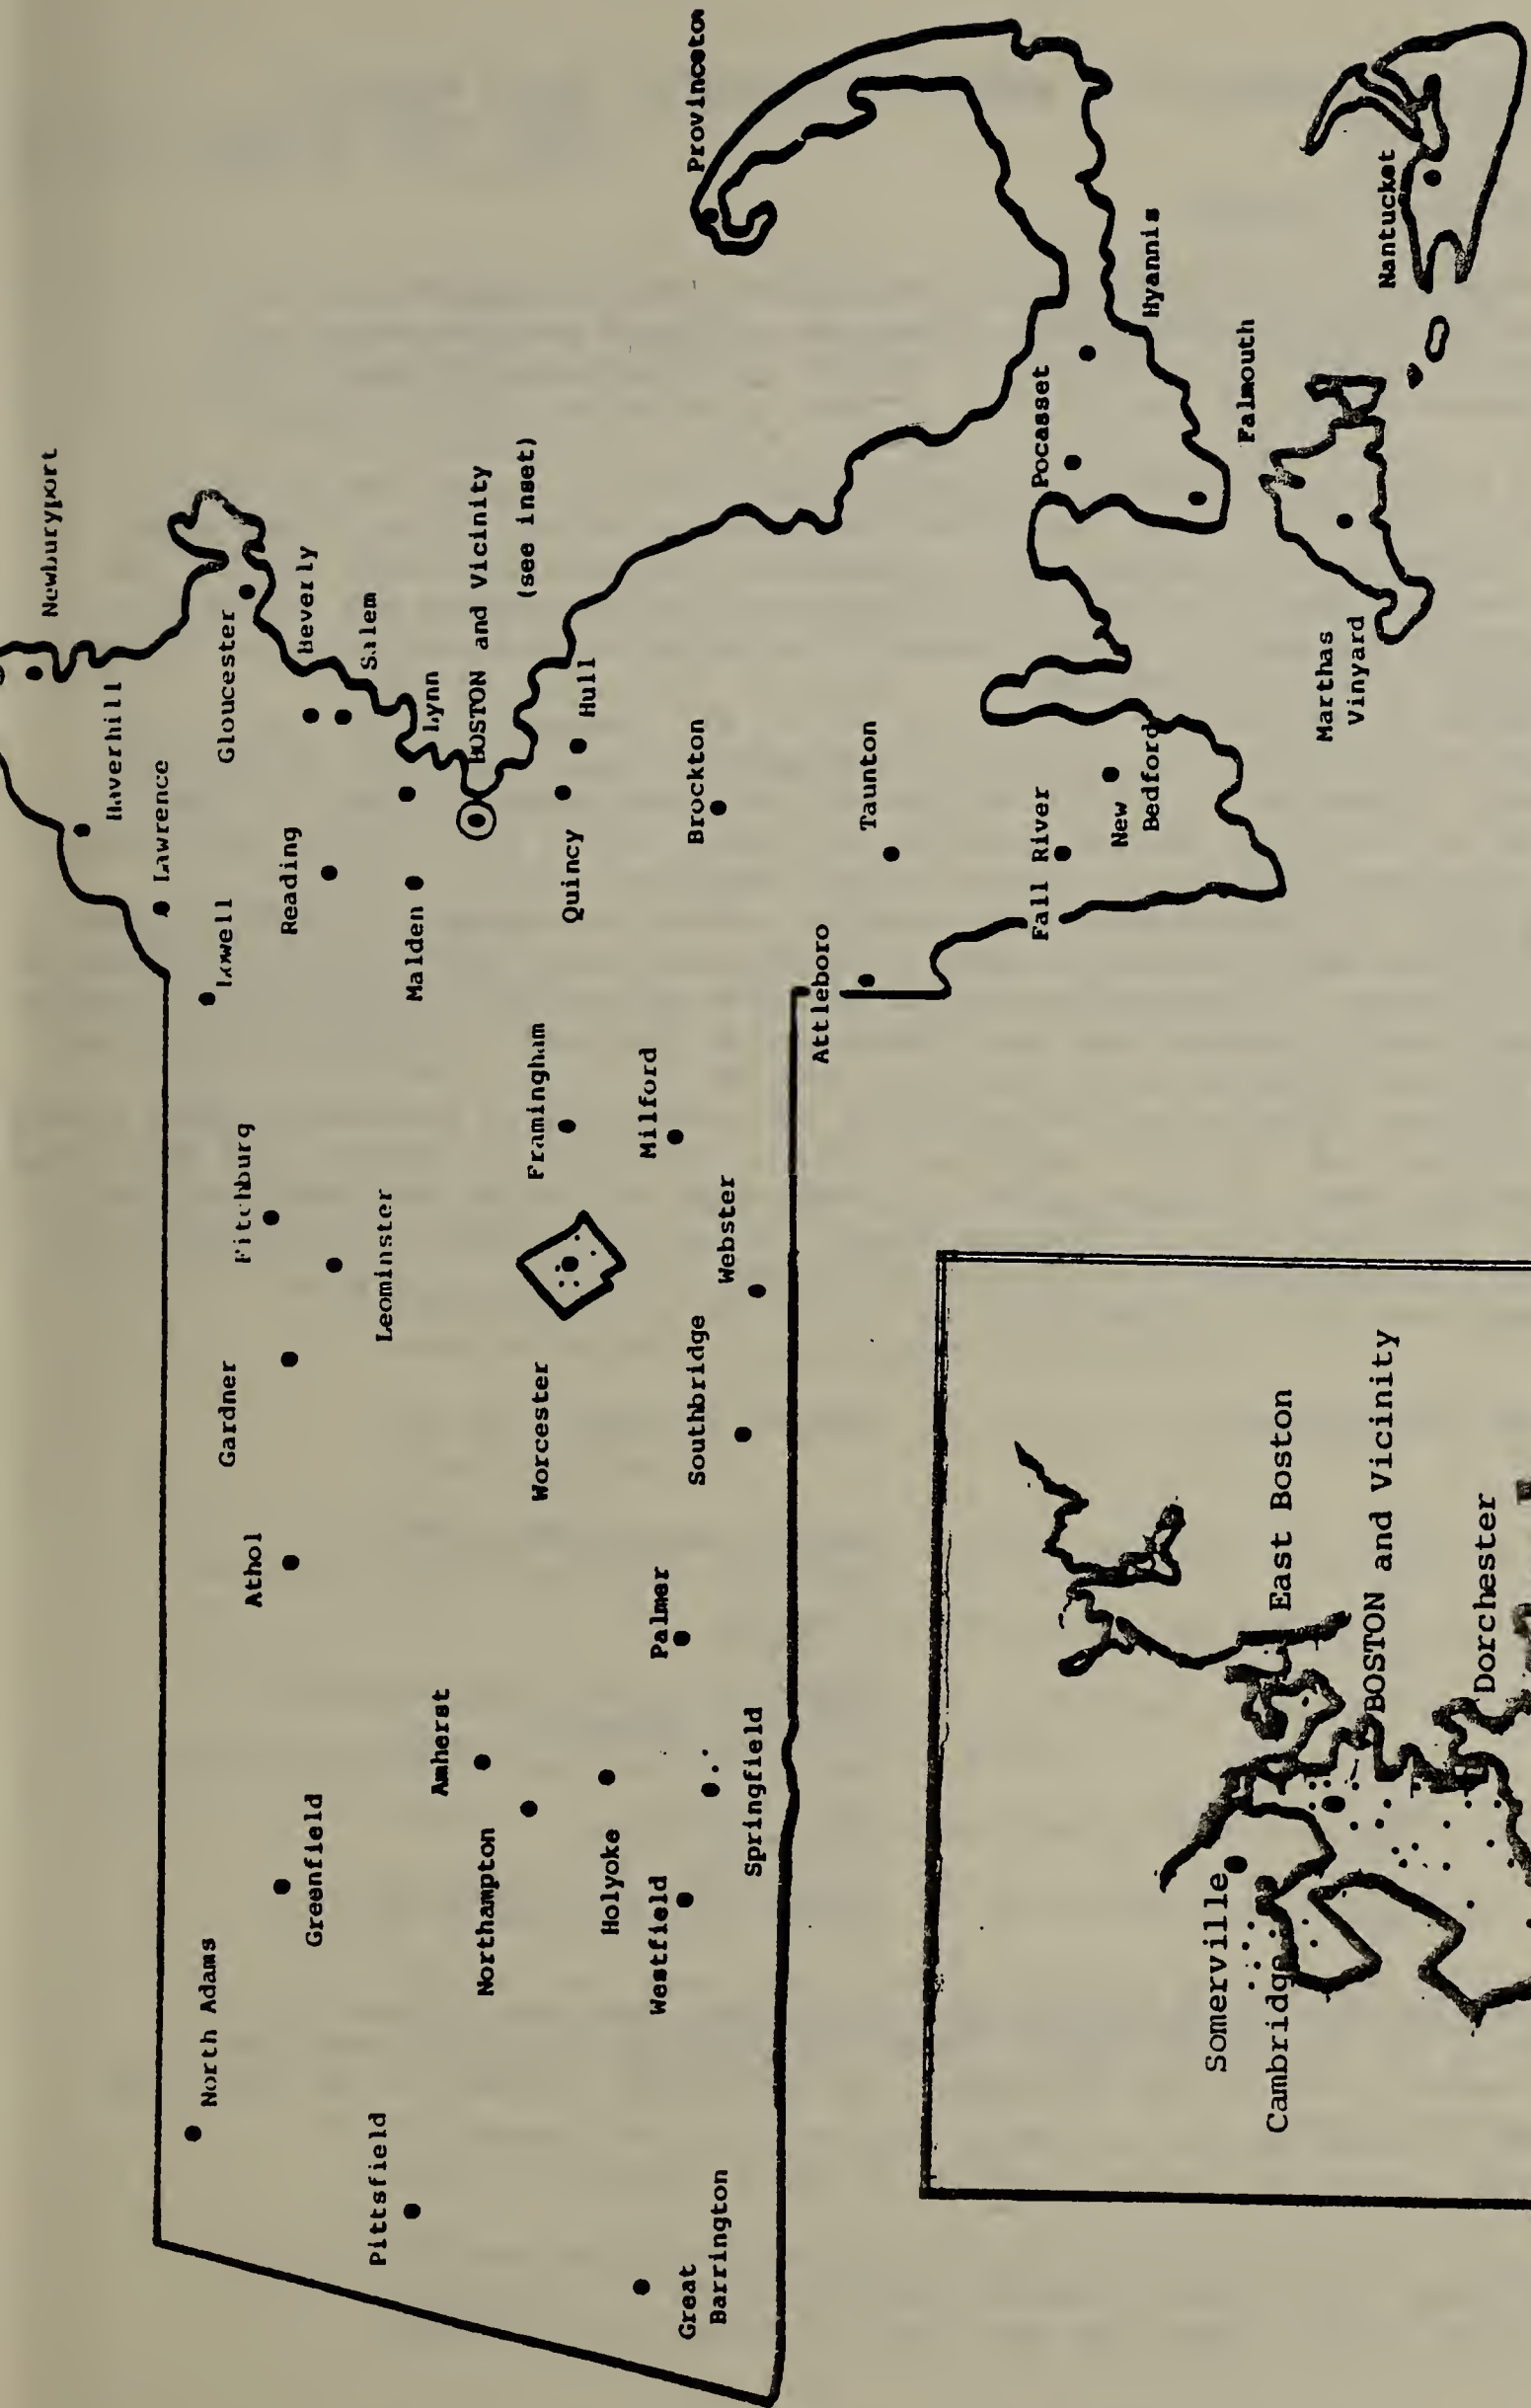 Newburyport
Haverhill
Lawrence
Lowell
Gloucester
Beverly
Salem
Reading
Lynn
Malden
BOSTON and Vicinity
(see inset)
Hull
Quincy
Brockton
Taunton
Attleboro
Fall River
New
Bedford
Provinceto
Pocasset
Hyannis
Falmouth
Marthas
Vinyard
Nantucket
North Adams
Pittsfield
Great
Barrington
Greenfield
Northampton
Amherst
Holyoke
Westfield
Springfield
Palmer
Athol
Gardner
Fitchburg
Leominster
Worcester
Southbridge
Webster
Framingham
Milford
Somerville
Cambridge
East Boston
BOSTON and Vicinity
Dorchester